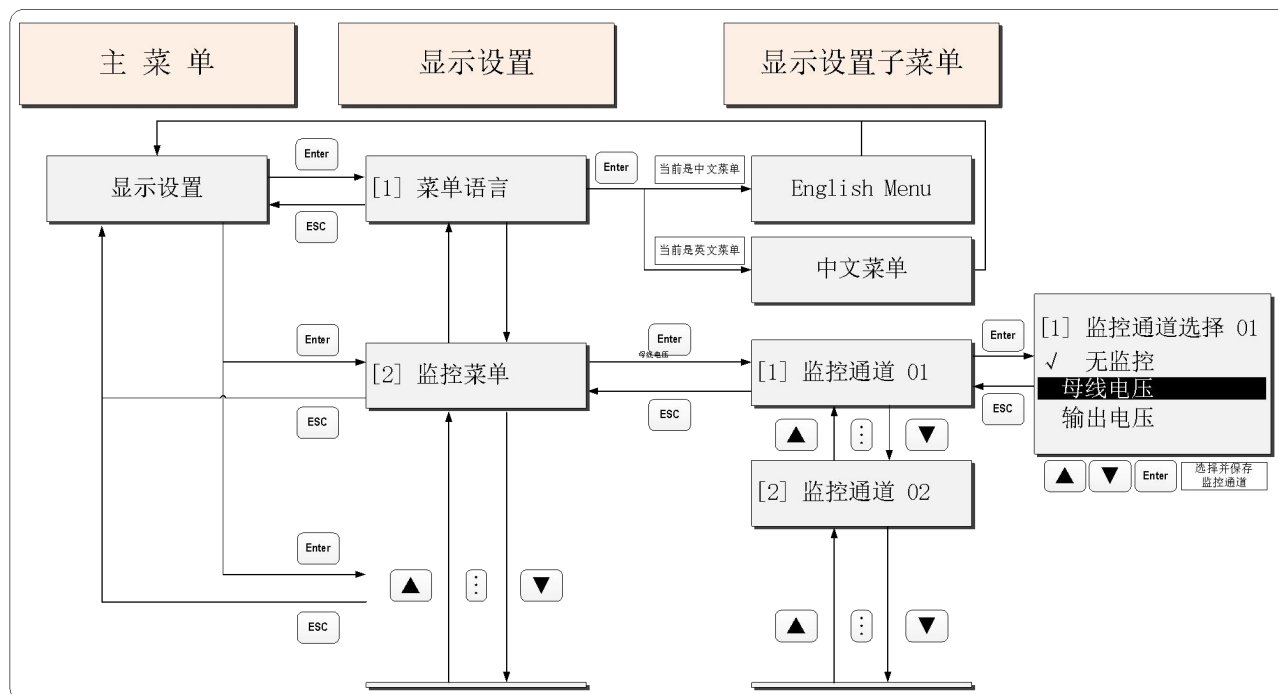 主 菜 单
显示设置
显示设置子菜单
显示设置
Enter
ESC
[1] 菜单语言
Enter
当前是中文菜单
English Menu
当前是英文菜单
中文菜单
Enter
ESC
[2] 监控菜单
Enter
母线电压
ESC
[1] 监控通道 01
Enter
ESC
[1] 监控通道选择 01
√ 无监控
母线电压
输出电压
▲ ⋮ ▼
▲ ▼ Enter
选择并保存
监控通道
[2] 监控通道 02
Enter
ESC
▲ ⋮ ▼
▲ ⋮ ▼